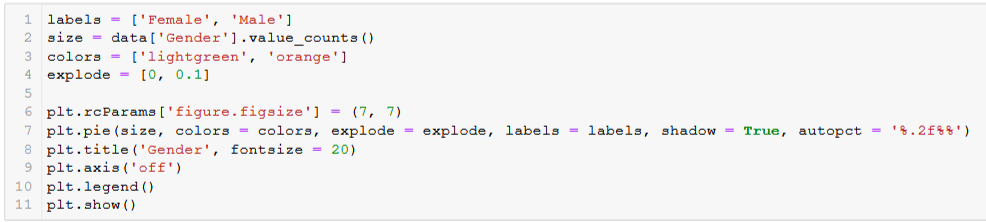 1 labels = ['Female', 'Male']
2 size = data['Gender'].value_counts()
3 colors = ['lightgreen', 'orange']
4 explode = [0, 0.1]
5
6 plt.rcParams['figure.figsize'] = (7, 7)
7 plt.pie(size, colors = colors, explode = explode, labels = labels, shadow = True, autopct = '%.2f%%')
8 plt.title('Gender', fontsize = 20)
9 plt.axis('off')
10 plt.legend()
11 plt.show()